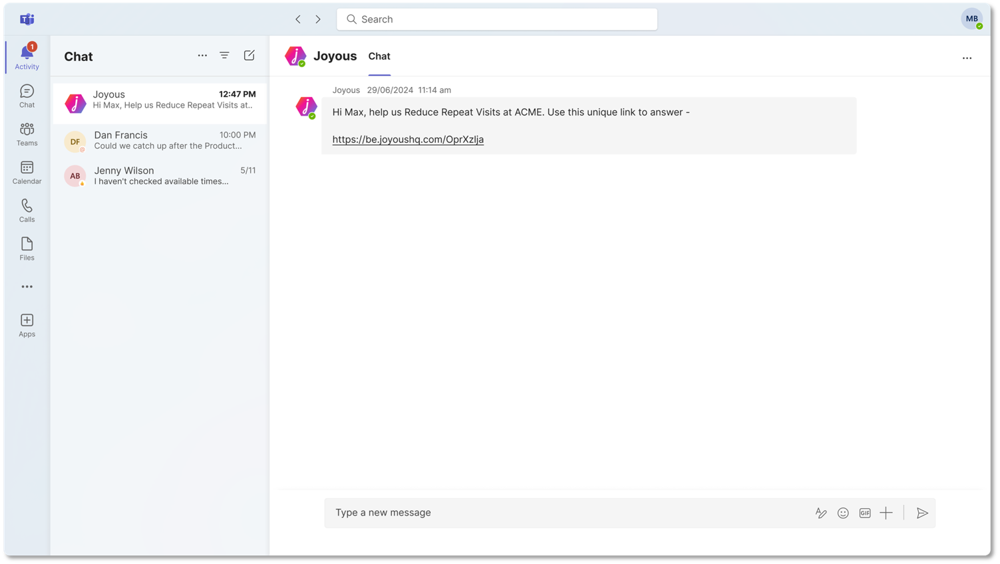 Search
MB
1
Activity
Chat
Teams
Calendar
Calls
Files
Apps
Chat
Joyous 12:47 PM
Hi Max, Help us Reduce Repeat Visits at..
DF
Dan Francis 10:00 PM
Could we catch up after the Product...
AB
Jenny Wilson 5/11
I haven't checked available times...
Joyous Chat
Joyous 29/06/2024 11:14 am
Hi Max, help us Reduce Repeat Visits at ACME. Use this unique link to answer -
https://be.joyoushq.com/OprXzlja
Type a new message
GIF